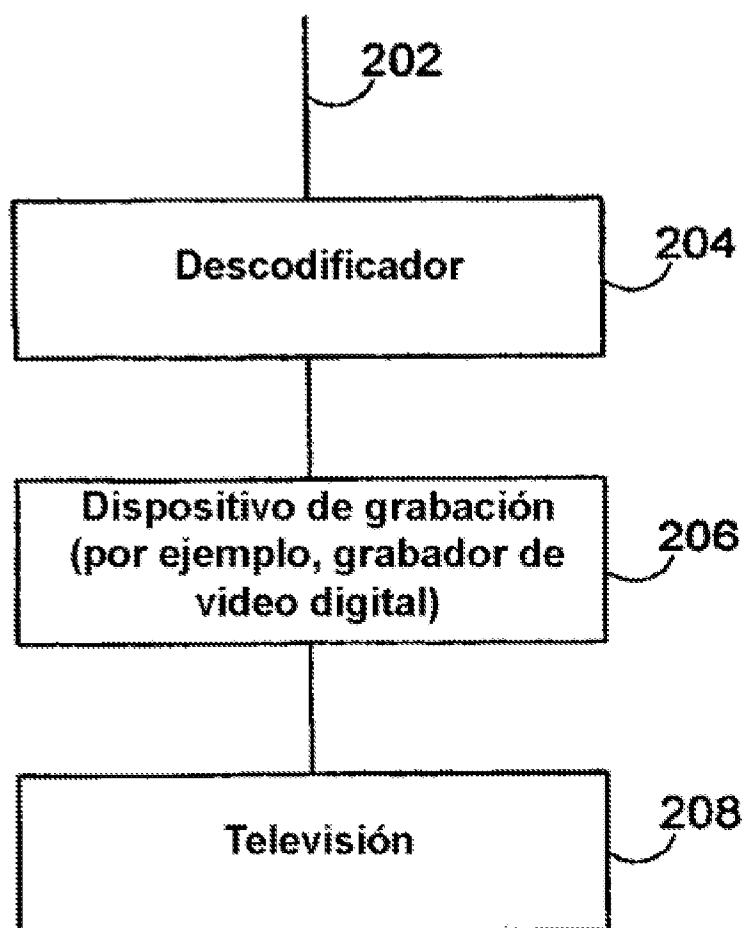 202
Descodificador
204
Dispositivo de grabación
(por ejemplo, grabador de
video digital)
206
Televisión
208